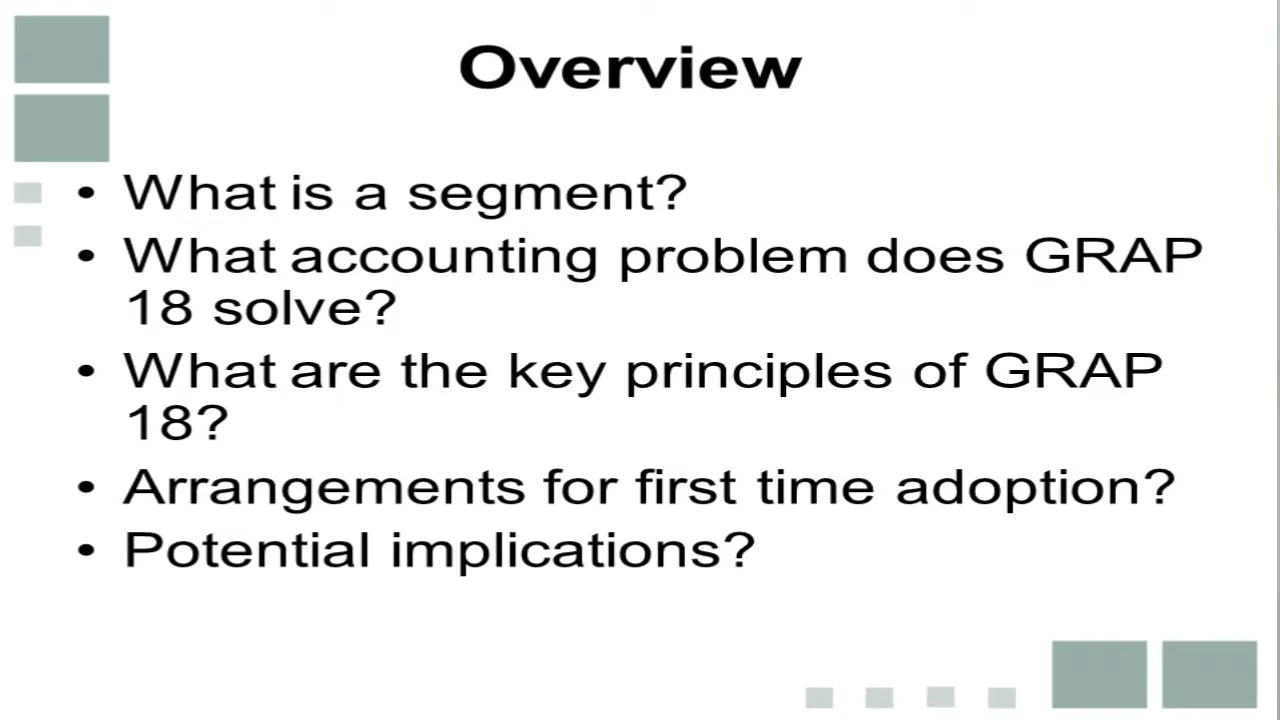 Overview
• What is a segment?
• What accounting problem does GRAP
18 solve?
• What are the key principles of GRAP
18?
• Arrangements for first time adoption?
• Potential implications?